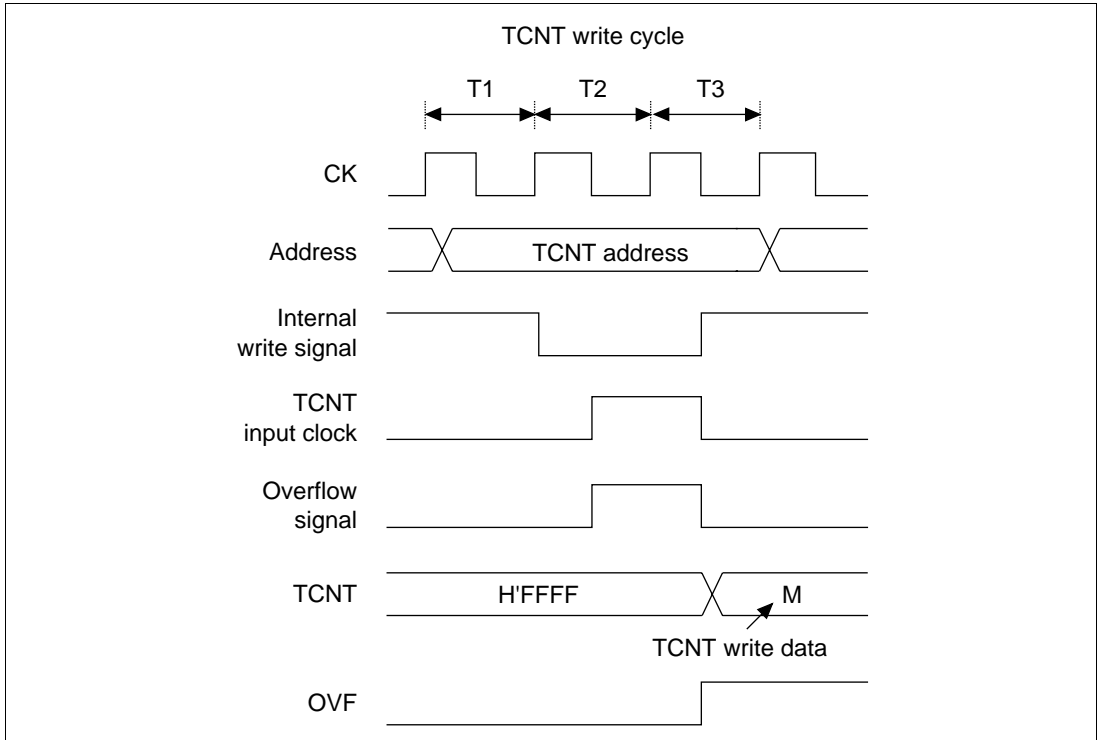 TCNT write cycle
T1 T2 T3
CK
Address TCNT address
Internal
write signal
TCNT
input clock
Overflow
signal
TCNT H'FFFF M
TCNT write data
OVF